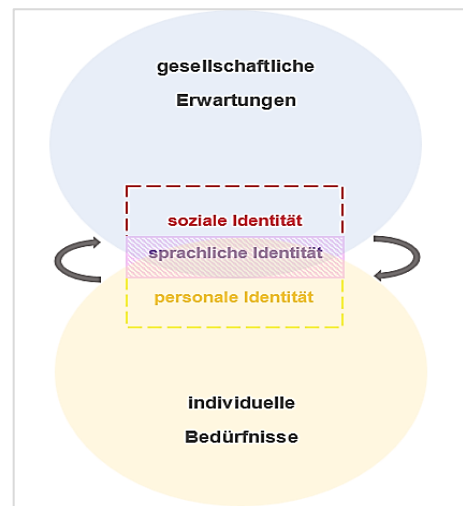 gesellschaftliche
Erwartungen
soziale Identität
sprachliche Identität
personale Identität
individuelle
Bedürfnisse